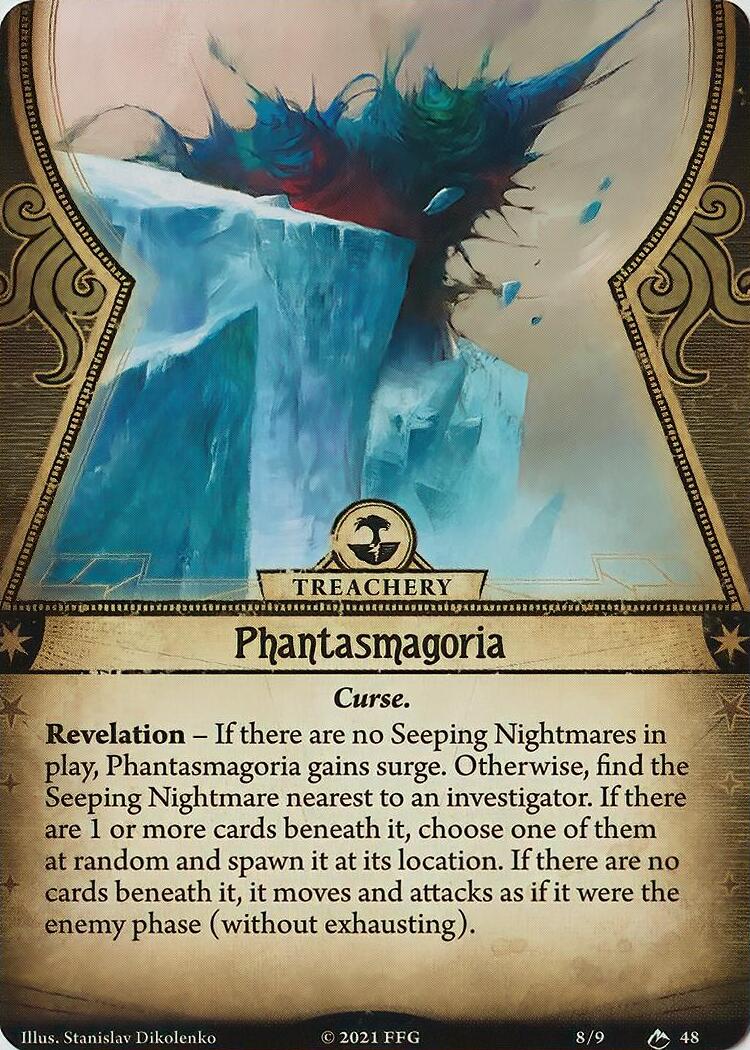 TREACHERY
Phantasmagoria
Curse.
Revelation – If there are no Seeping Nightmares in
play, Phantasmagoria gains surge. Otherwise, find the
Seeping Nightmare nearest to an investigator. If there
are 1 or more cards beneath it, choose one of them
at random and spawn it at its location. If there are no
cards beneath it, it moves and attacks as if it were the
enemy phase (without exhausting).
Illus. Stanislav Dikolenko © 2021 FFG 8/9 48